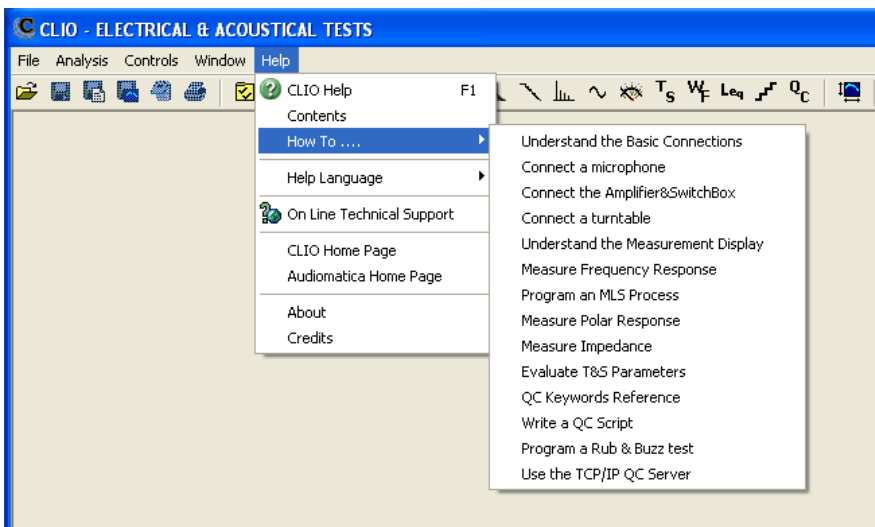 CLIO - ELECTRICAL & ACOUSTICAL TESTS
File Analysis Controls Window Help
TS WF Leq QC
CLIO Help F1
Contents
How To ....
Help Language
On Line Technical Support
CLIO Home Page
Audiomatica Home Page
About
Credits
Understand the Basic Connections
Connect a microphone
Connect the Amplifier&SwitchBox
Connect a turntable
Understand the Measurement Display
Measure Frequency Response
Program an MLS Process
Measure Polar Response
Measure Impedance
Evaluate T&S Parameters
QC Keywords Reference
Write a QC Script
Program a Rub & Buzz test
Use the TCP/IP QC Server